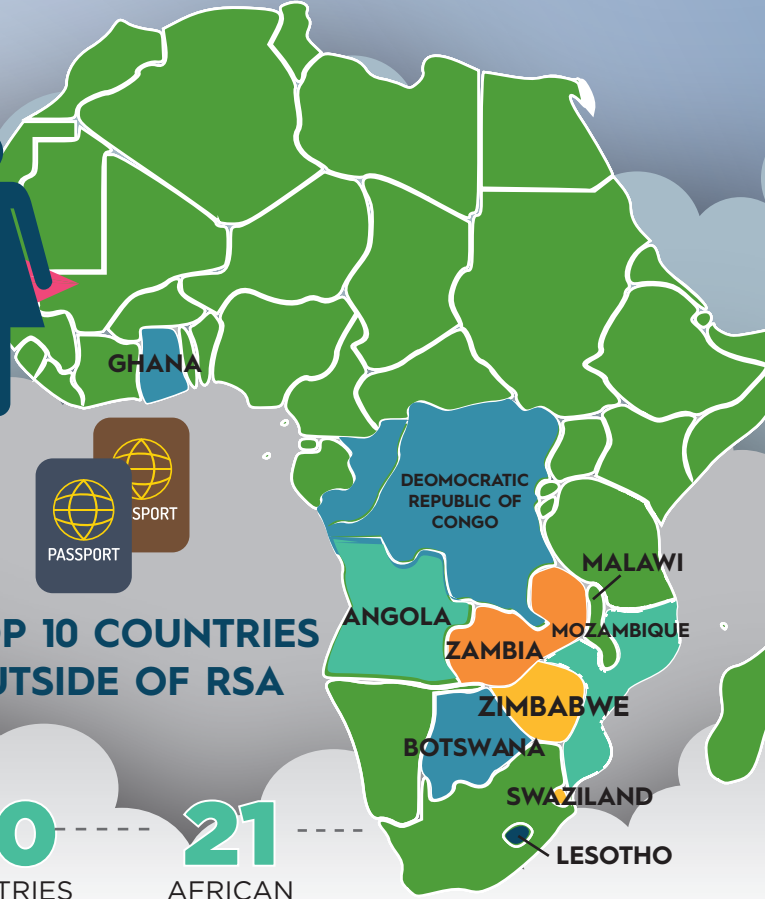 GHANA
SPORT
PASSPORT
DEOMOCRATIC
REPUBLIC OF
CONGO
MALAWI
ANGOLA
MOZAMBIQUE
P 10 COUNTRIES
ZAMBIA
UTSIDE OF RSA
ZIMBABWE
BOTSWANA
SWAZILAND
0
21
LESOTHO
TRIES
AFRICAN